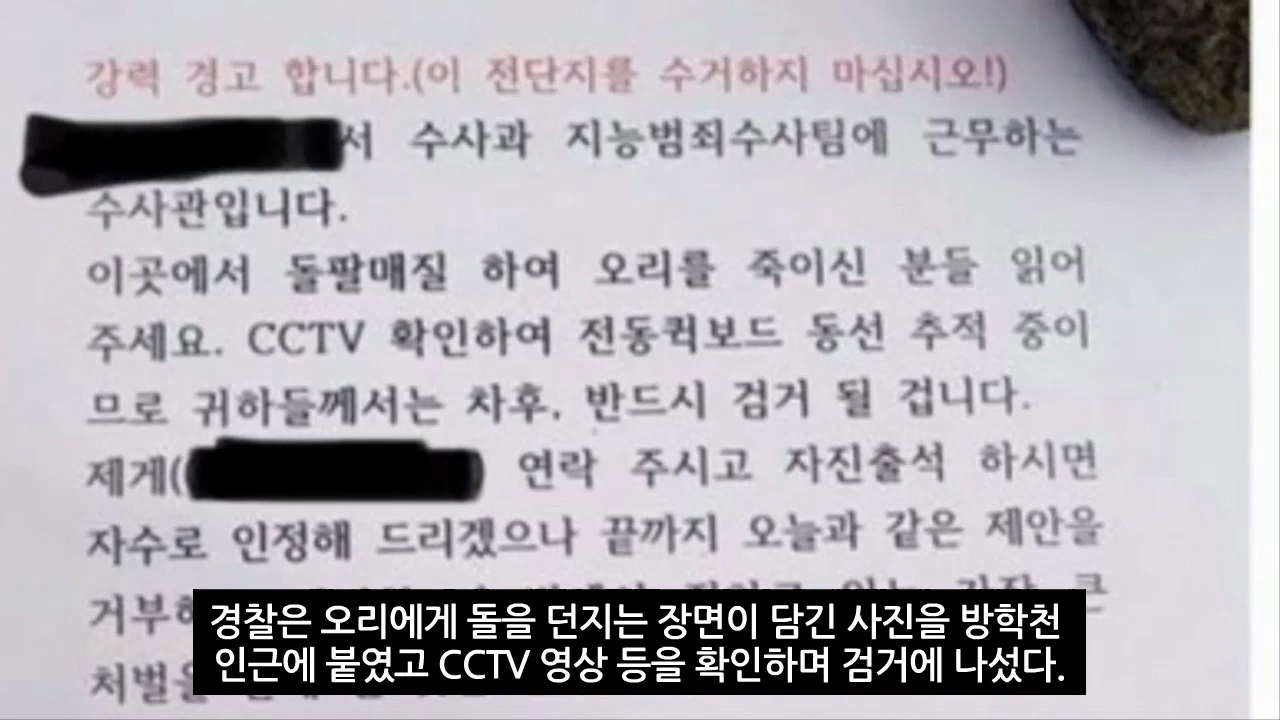 강력 경고 합니다.(이 전단지를 수거하지 마십시오!)
서 수사과 지능범죄수사팀에 근무하는
수사관입니다.
이곳에서 돌팔매질 하여 오리를 죽이신 분들 읽어
주세요. CCTV 확인하여 전동퀵보드 동선 추적 중이
므로 귀하들께서는 차후, 반드시 검거 될 겁니다.
제게( 연락 주시고 자진출석 하시면
자수로 인정해 드리겠으나 끝까지 오늘과 같은 제안을
거부 큰
처벌을
경찰은 오리에게 돌을 던지는 장면이 담긴 사진을 방학천
인근에 붙였고 CCTV 영상 등을 확인하며 검거에 나섰다.